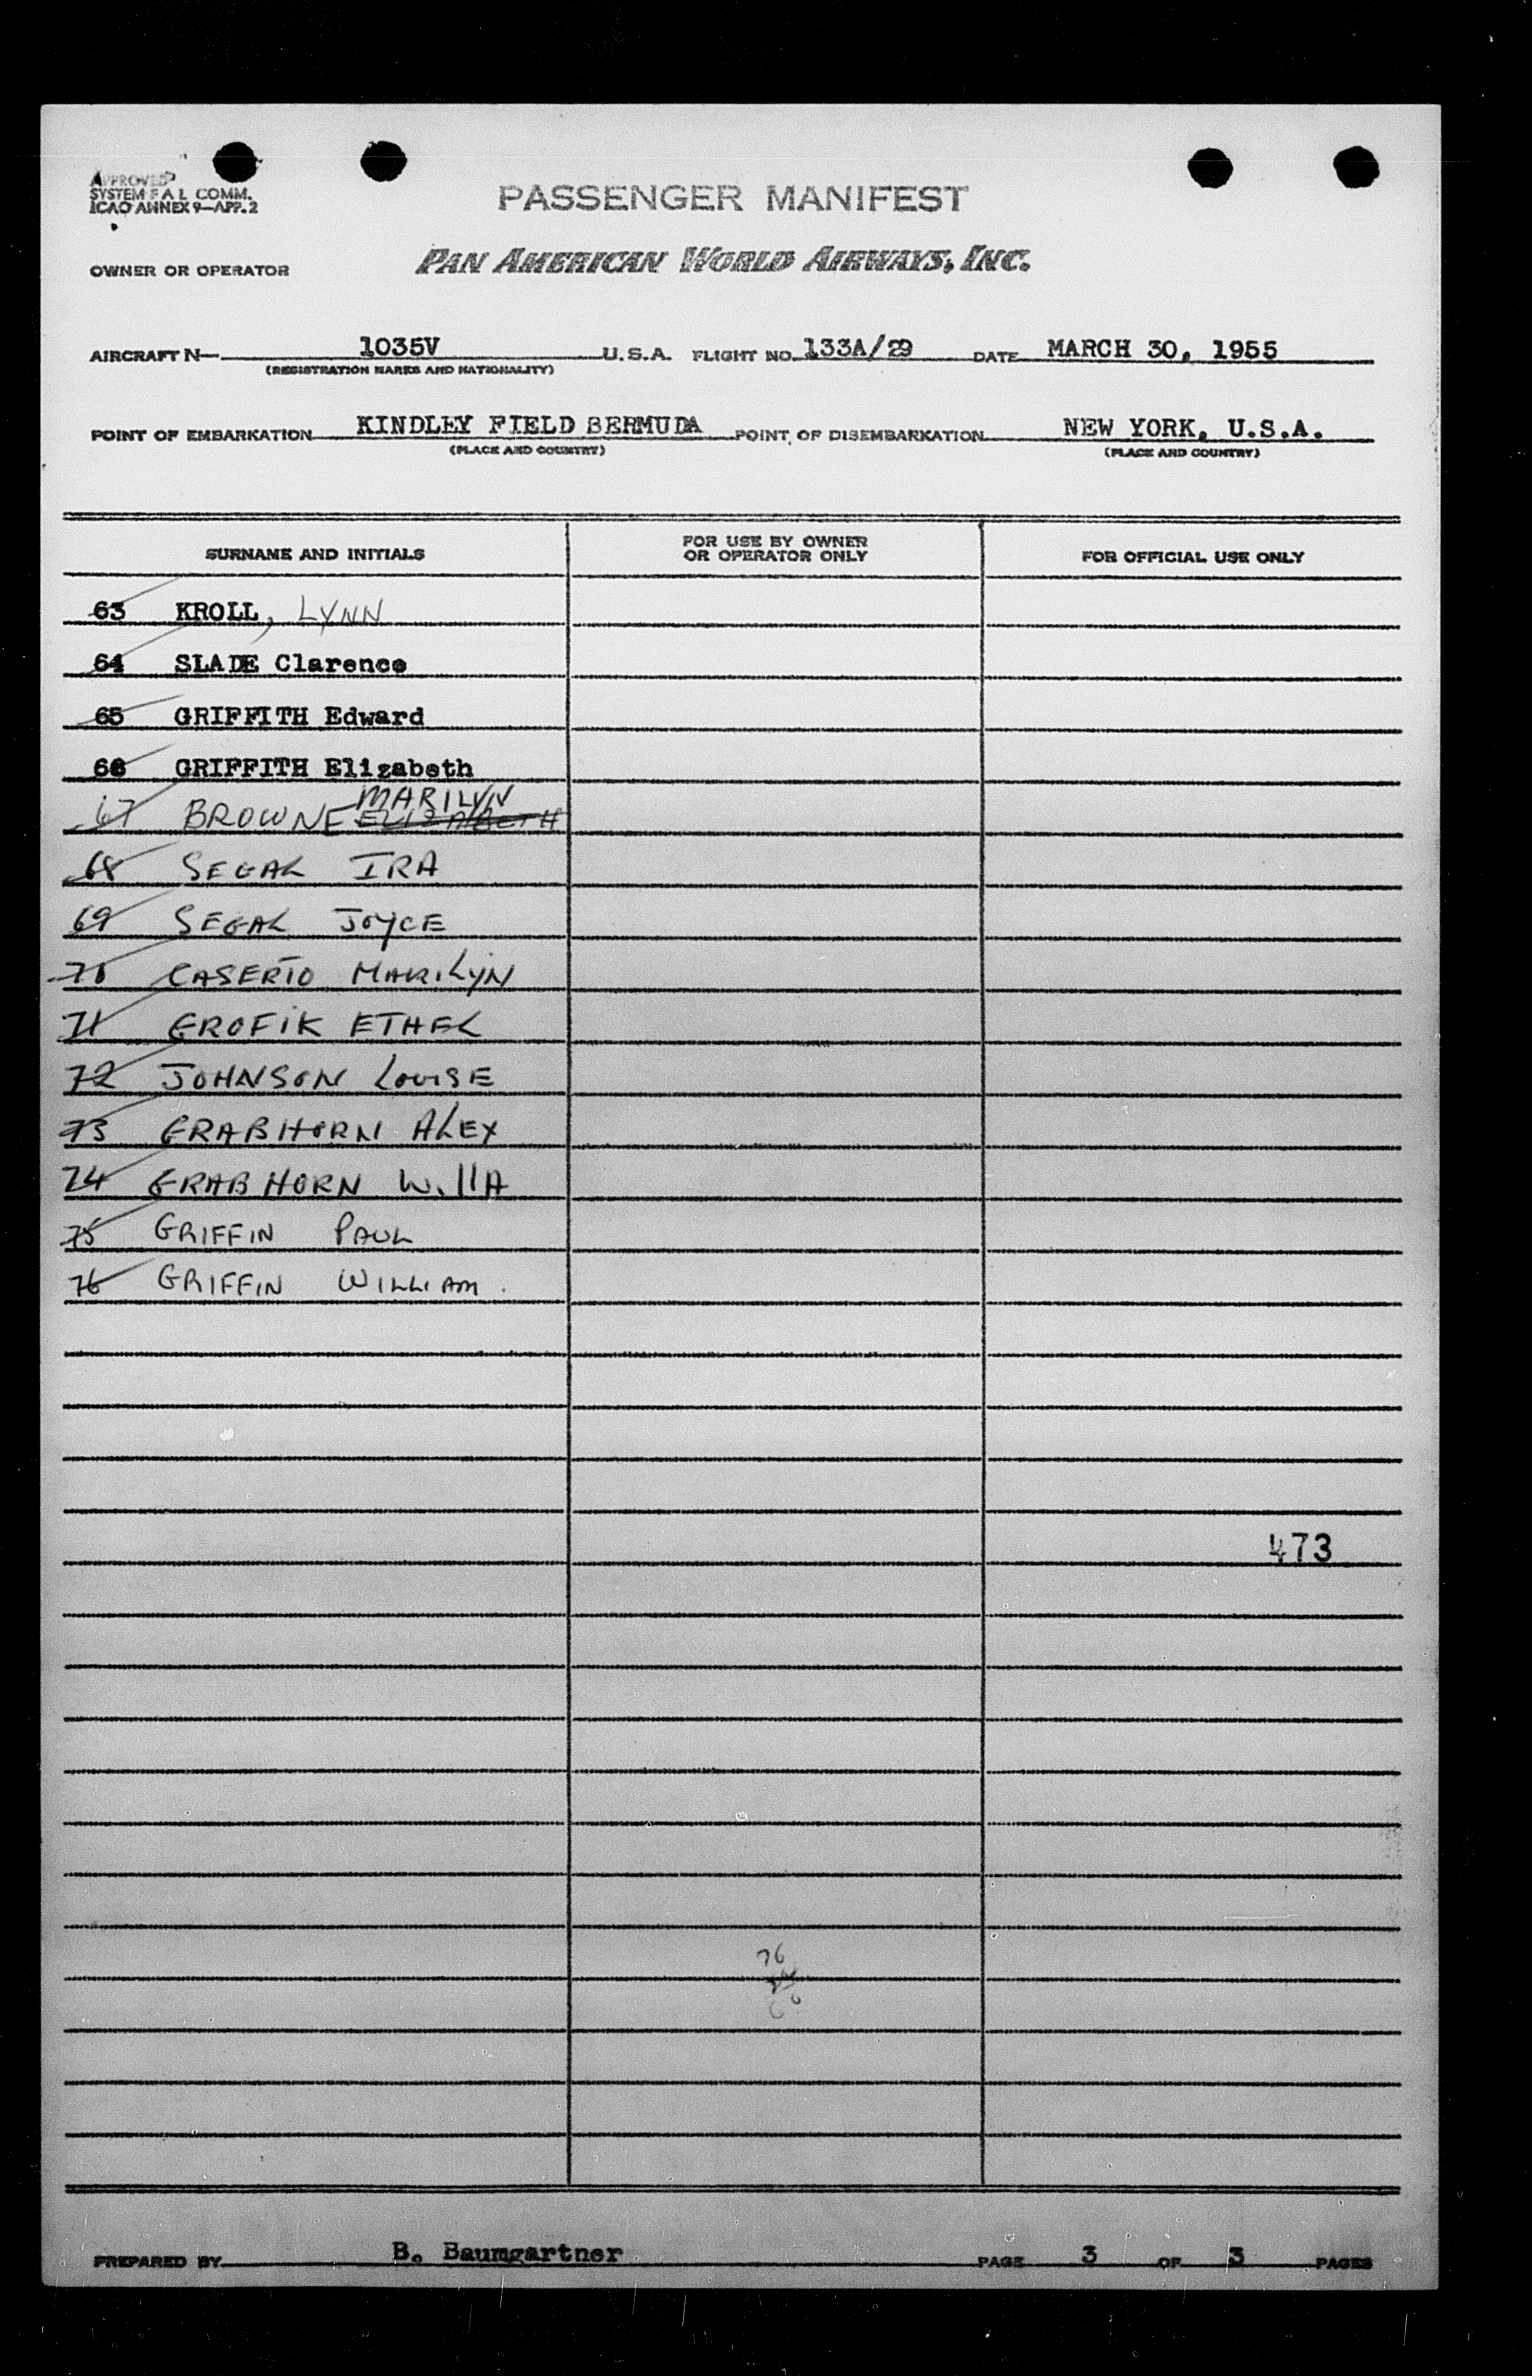 APPROVED
SYSTEM F A L COMM.
ICAO ANNEX 9—APP. 2
PASSENGER MANIFEST
OWNER OR OPERATOR PAN AMERICAN WORLD AIRWAYS, INC.
AIRCRAFT N— 1035V U.S.A. FLIGHT NO. 133A/29 DATE MARCH 30, 1955
(REGISTRATION MARKS AND NATIONALITY)
POINT OF EMBARKATION KINDLEY FIELD BERMUDA POINT OF DISEMBARKATION NEW YORK, U.S.A.
(PLACE AND COUNTRY) (PLACE AND COUNTRY)
SURNAME AND INITIALS FOR USE BY OWNER OR OPERATOR ONLY FOR OFFICIAL USE ONLY
63 KROLL, LYNN
64 SLADE Clarence
65 GRIFFITH Edward
66 GRIFFITH Elizabeth
67 BROWNE MARILYN ELIZABETH
68 SEGAL IRA
69 SEGAL JOYCE
70 CASERTO MARILYN
71 GROFIK ETHEL
72 JOHNSON LOUISE
73 GRABHORN ALEX
74 GRABHORN WillA
75 GRIFFIN PAUL
76 GRIFFIN WILLIAM.
473
76
PREPARED BY B. Baumgartner PAGE 3 OF 3 PAGES